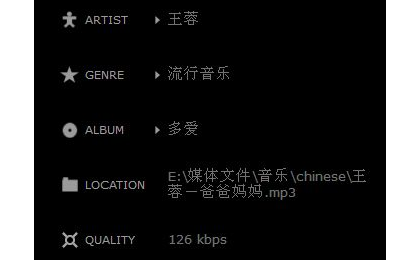 ARTIST 王蓉
GENRE 流行音乐
ALBUM 多爱
LOCATION E:\媒体文件\音乐\chinese\王
蓉－爸爸妈妈.mp3
QUALITY 126 kbps